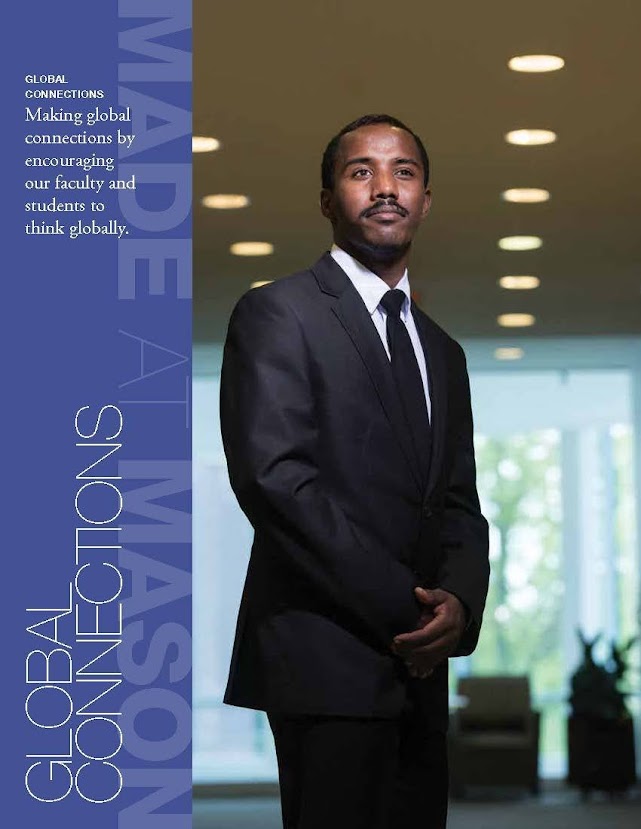 GLOBAL
CONNECTIONS
Making global
connections by
encouraging
our faculty and
students to
think globally.
MADE AT MASON
GLOBAL
CONNECTIONS